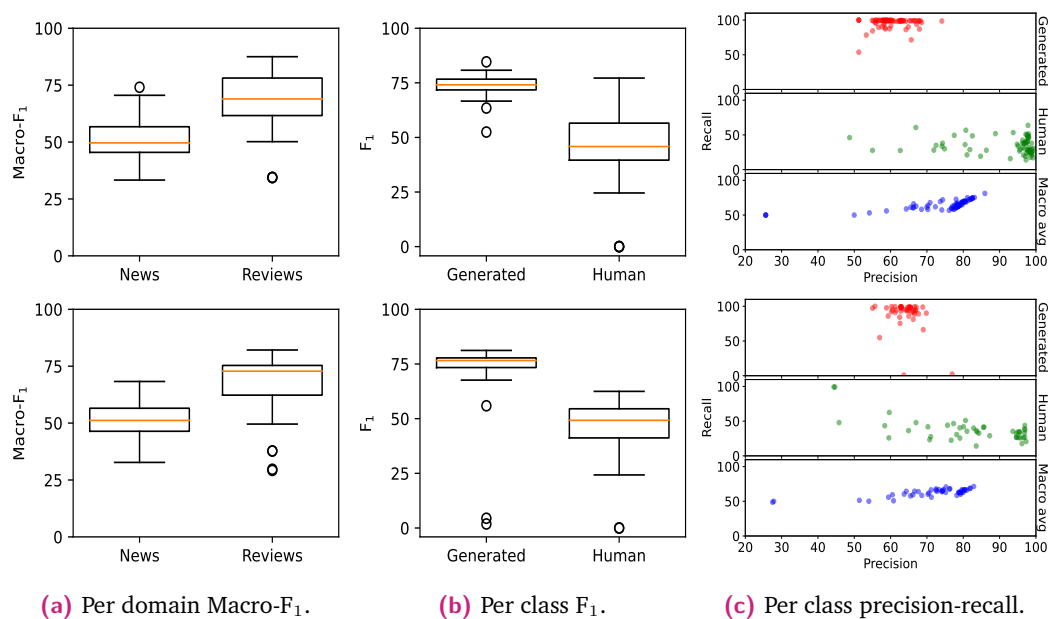 100
75
50
25
0
Macro-F₁
News
Reviews
100
75
50
25
0
F₁
Generated
Human
100
50
0
Generated
100
50
0
Recall
Human
100
50
0
Macro avg
20 30 40 50 60 70 80 90 100
Precision
100
75
50
25
0
Macro-F₁
News
Reviews
100
75
50
25
0
F₁
Generated
Human
100
50
0
Generated
100
50
0
Recall
Human
100
50
0
Macro avg
20 30 40 50 60 70 80 90 100
Precision
(a) Per domain Macro-F₁.
(b) Per class F₁.
(c) Per class precision-recall.